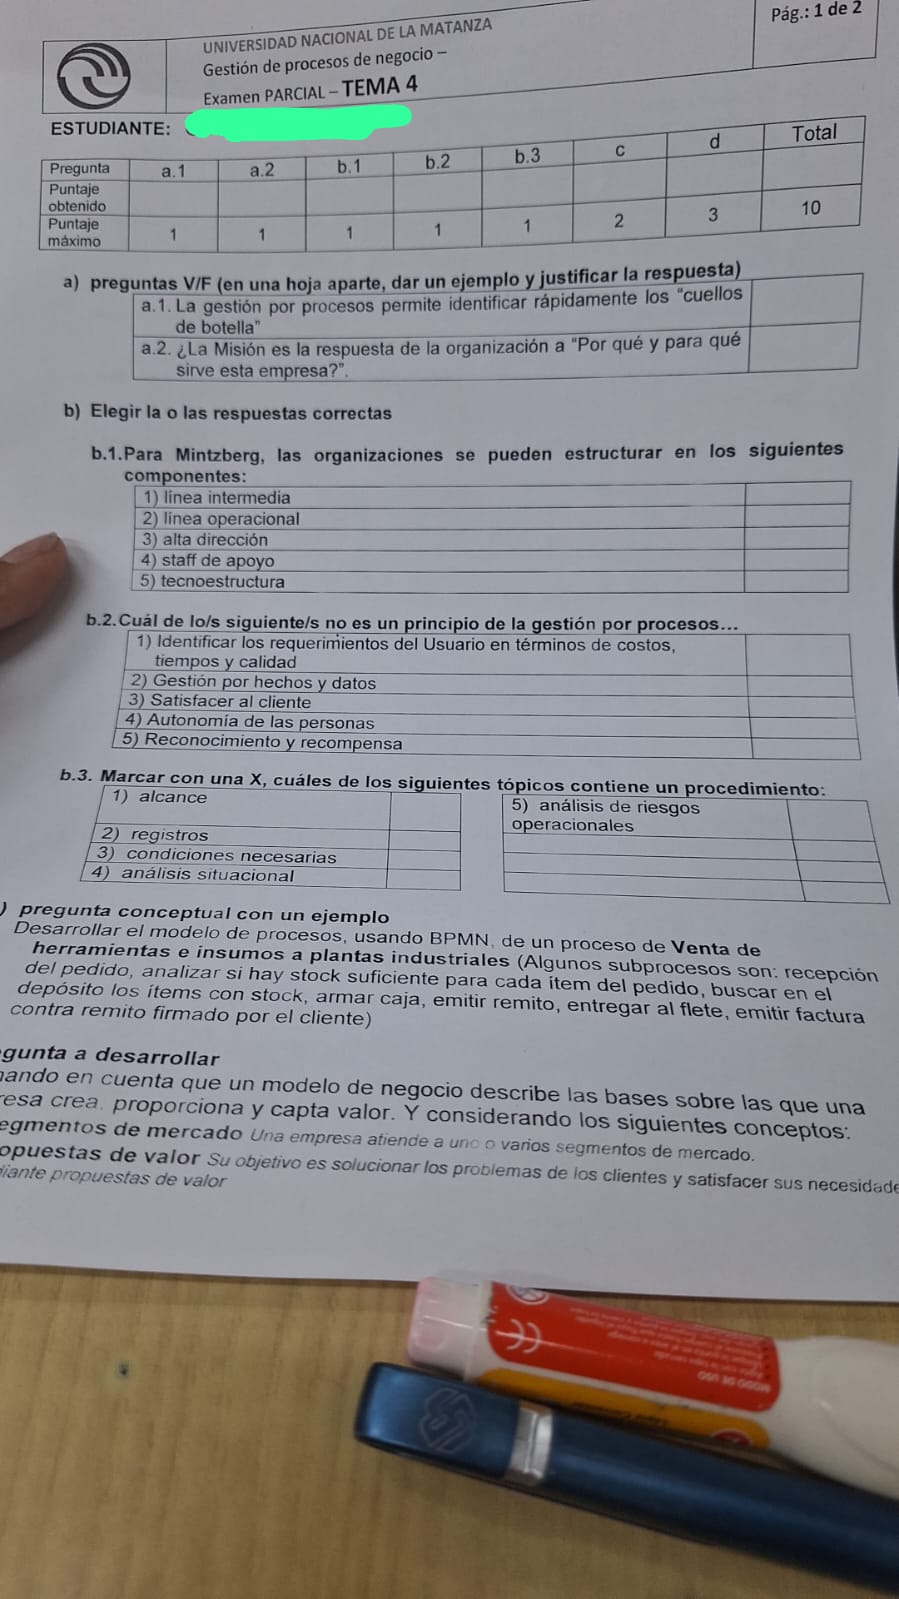 Pág.: 1 de 2
UNIVERSIDAD NACIONAL DE LA MATANZA
Gestión de procesos de negocio –
Examen PARCIAL – TEMA 4
ESTUDIANTE:
Pregunta a.1 a.2 b.1 b.2 b.3 c d Total
Puntaje
obtenido
Puntaje
máximo 1 1 1 1 1 2 3 10
a) preguntas V/F (en una hoja aparte, dar un ejemplo y justificar la respuesta)
a.1. La gestión por procesos permite identificar rápidamente los "cuellos
de botella"
a.2. ¿La Misión es la respuesta de la organización a "Por qué y para qué
sirve esta empresa?".
b) Elegir la o las respuestas correctas
b.1.Para Mintzberg, las organizaciones se pueden estructurar en los siguientes
componentes:
1) línea intermedia
2) línea operacional
3) alta dirección
4) staff de apoyo
5) tecnoestructura
b.2.Cuál de lo/s siguiente/s no es un principio de la gestión por procesos...
1) Identificar los requerimientos del Usuario en términos de costos,
tiempos y calidad
2) Gestión por hechos y datos
3) Satisfacer al cliente
4) Autonomía de las personas
5) Reconocimiento y recompensa
b.3. Marcar con una X, cuáles de los siguientes tópicos contiene un procedimiento:
1) alcance
2) registros
3) condiciones necesarias
4) análisis situacional
5) análisis de riesgos
operacionales
) pregunta conceptual con un ejemplo
Desarrollar el modelo de procesos, usando BPMN, de un proceso de Venta de
herramientas e insumos a plantas industriales (Algunos subprocesos son: recepción
del pedido, analizar si hay stock suficiente para cada ítem del pedido, buscar en el
depósito los ítems con stock, armar caja, emitir remito, entregar al flete, emitir factura
contra remito firmado por el cliente)
gunta a desarrollar
ando en cuenta que un modelo de negocio describe las bases sobre las que una
resa crea, proporciona y capta valor. Y considerando los siguientes conceptos:
egmentos de mercado Una empresa atiende a uno o varios segmentos de mercado.
opuestas de valor Su objetivo es solucionar los problemas de los clientes y satisfacer sus necesidade
diante propuestas de valor
MODO DE USO